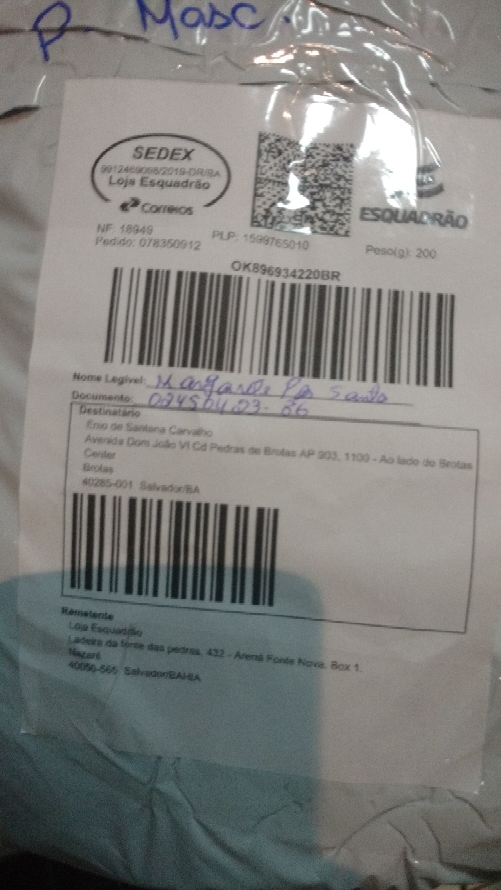 P Masc.
SEDEX
9912469068/2019-DR/BA
Loja Esquadrão
Correios
ESQUADRÃO
NF: 18949
PLP: 1599765010
Peso(g): 200
Pedido: 078350912
OK896934220BR
Nome Legível: Santo
Documento:
Destinatário
Enio de Santana Carvalho
Avenida Dom João VI Cd Pedras de Brotas AP 903, 1109 - Ao lado do Brotas
Center
Brotas
40285-001 Salvador/BA
Remetente
Loja Esquadrão
Ladeira da fonte das pedras, 432 - Arena Fonte Nova, Box 1.
Nazaré
40050-565 Salvador/BAHIA